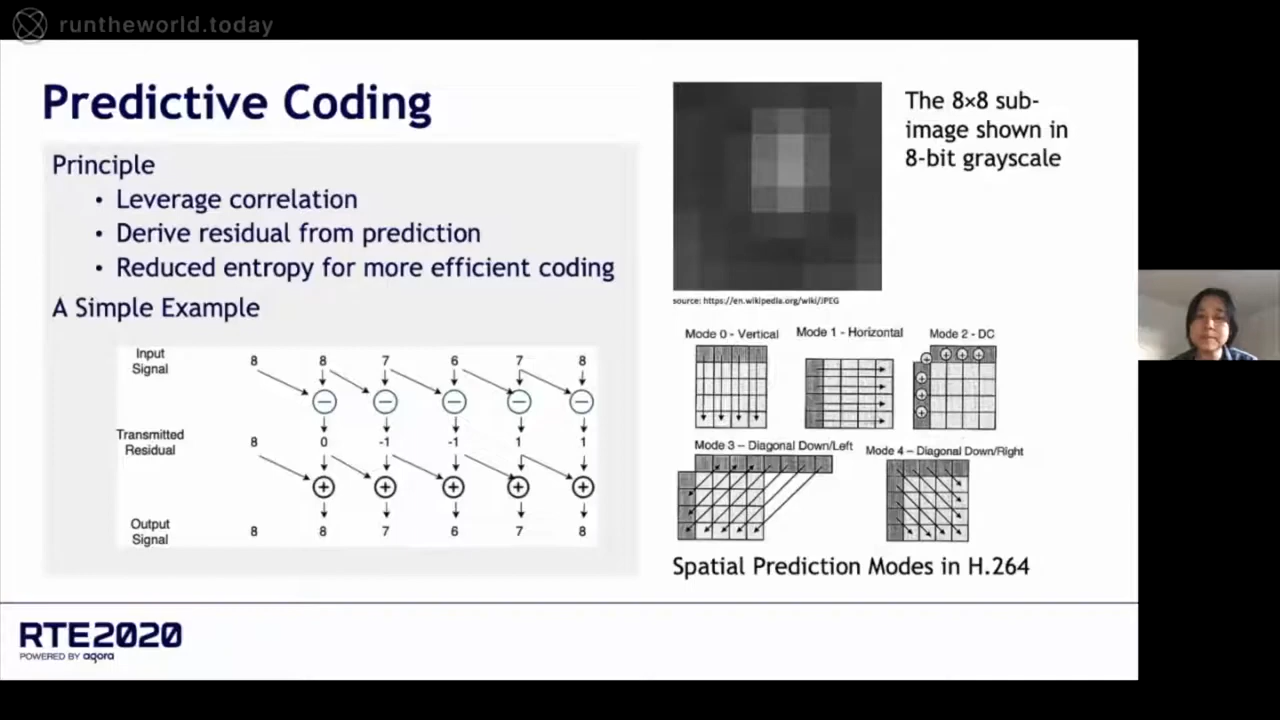 runtheworld.today
Predictive Coding
Principle
• Leverage correlation
• Derive residual from prediction
• Reduced entropy for more efficient coding
A Simple Example
Input
Signal
8 8 7 6 7 8
Transmitted
Residual
8 0 -1 -1 1 1
Output
Signal
8 8 7 6 7 8
The 8×8 sub-
image shown in
8-bit grayscale
source: https://en.wikipedia.org/wiki/JPEG
Mode 0 - Vertical
Mode 1 - Horizontal
Mode 2 - DC
Mode 3 – Diagonal Down/Left
Mode 4 – Diagonal Down/Right
Spatial Prediction Modes in H.264
RTE2020
POWERED BY agora